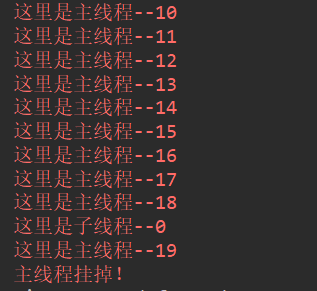 这里是主线程--10
这里是主线程--11
这里是主线程--12
这里是主线程--13
这里是主线程--14
这里是主线程--15
这里是主线程--16
这里是主线程--17
这里是主线程--18
这里是子线程--0
这里是主线程--19
主线程挂掉!